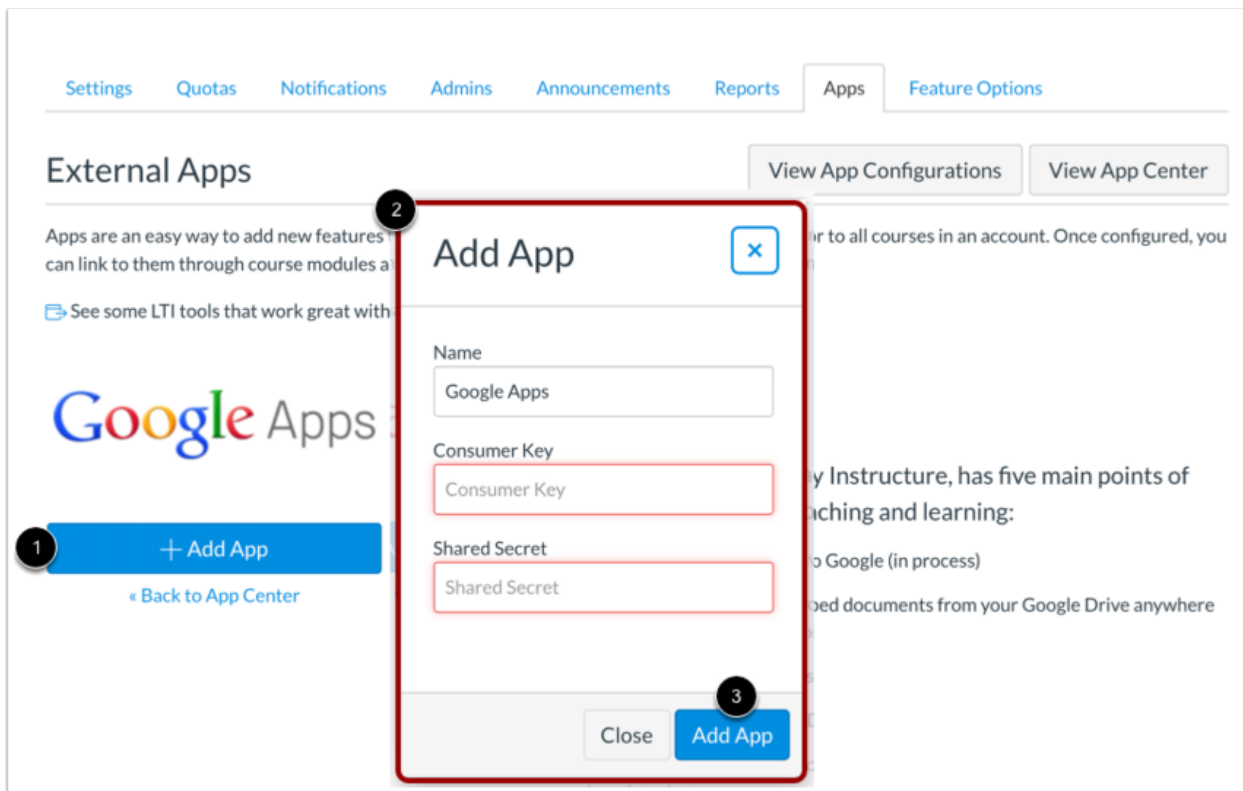 Settings Quotas Notifications Admins Announcements Reports Apps Feature Options
External Apps
View App Configurations View App Center
2
Apps are an easy way to add new features
or to all courses in an account. Once configured, you
can link to them through course modules
See some LTI tools that work great with
Add App
×
Name
Google Apps
Consumer Key
Consumer Key
Shared Secret
Shared Secret
Close Add App
3
Google Apps
1
+ Add App
« Back to App Center
Instructure, has five main points of
and learning:
Google (in process)
documents from your Google Drive anywhere